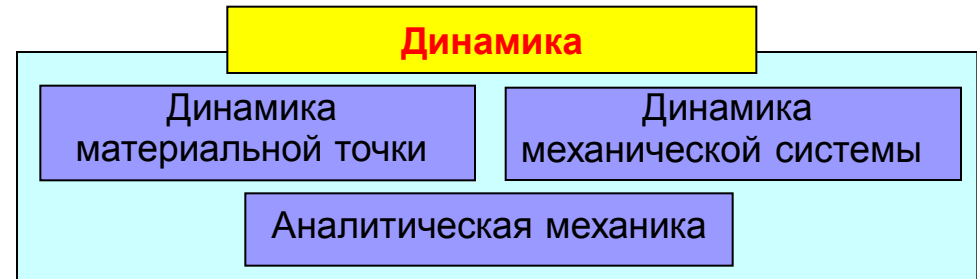 Динамика
Динамика
материальной точки
Динамика
механической системы
Аналитическая механика